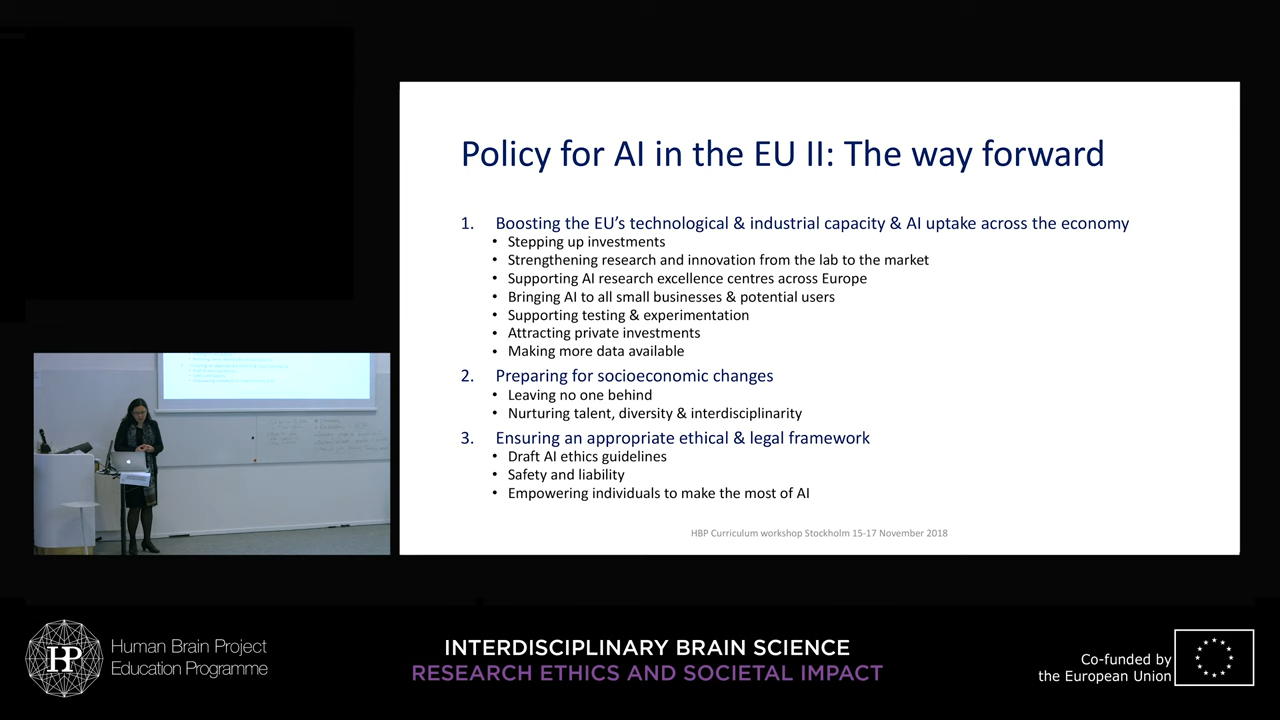 Policy for AI in the EU II: The way forward
1. Boosting the EU's technological & industrial capacity & AI uptake across the economy
• Stepping up investments
• Strengthening research and innovation from the lab to the market
• Supporting AI research excellence centres across Europe
• Bringing AI to all small businesses & potential users
• Supporting testing & experimentation
• Attracting private investments
• Making more data available
2. Preparing for socioeconomic changes
• Leaving no one behind
• Nurturing talent, diversity & interdisciplinarity
3. Ensuring an appropriate ethical & legal framework
• Draft AI ethics guidelines
• Safety and liability
• Empowering individuals to make the most of AI
HBP Curriculum workshop Stockholm 15-17 November 2018
HBP
Human Brain Project
Education Programme
INTERDISCIPLINARY BRAIN SCIENCE
RESEARCH ETHICS AND SOCIETAL IMPACT
Co-funded by
the European Union